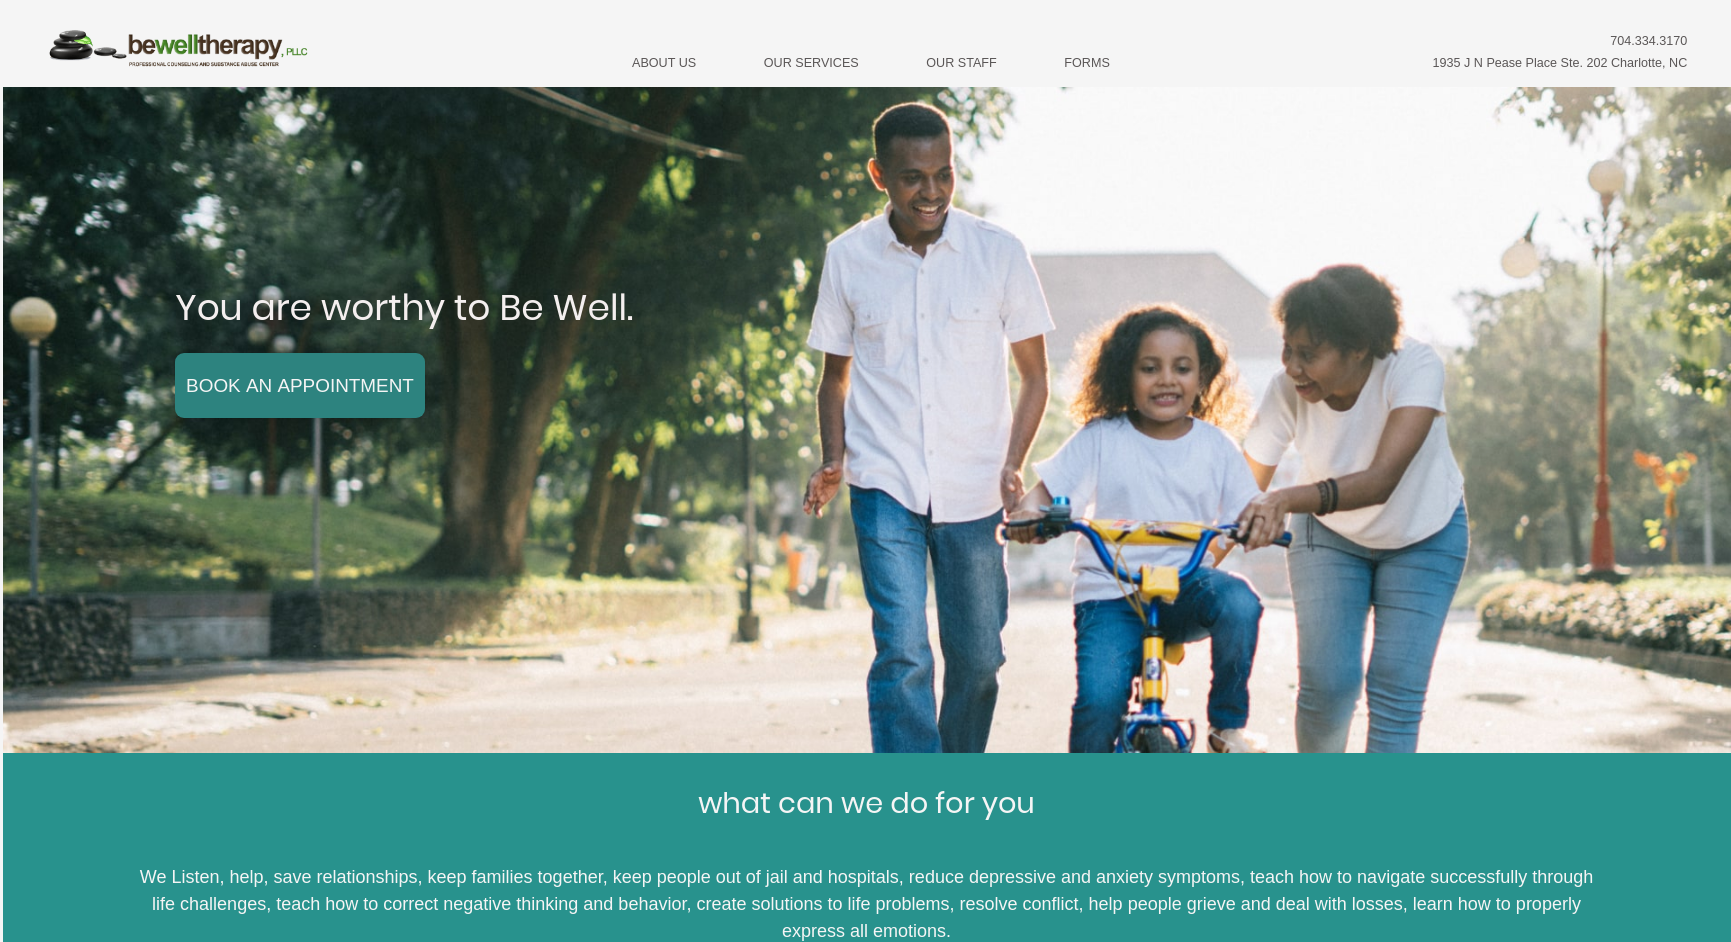 bewelltherapy, PLLC
PROFESSIONAL COUNSELING AND SUBSTANCE ABUSE CENTER
ABOUT US
OUR SERVICES
OUR STAFF
FORMS
704.334.3170
1935 J N Pease Place Ste. 202 Charlotte, NC
You are worthy to Be Well.
BOOK AN APPOINTMENT
what can we do for you
We Listen, help, save relationships, keep families together, keep people out of jail and hospitals, reduce depressive and anxiety symptoms, teach how to navigate successfully through
life challenges, teach how to correct negative thinking and behavior, create solutions to life problems, resolve conflict, help people grieve and deal with losses, learn how to properly
express all emotions.